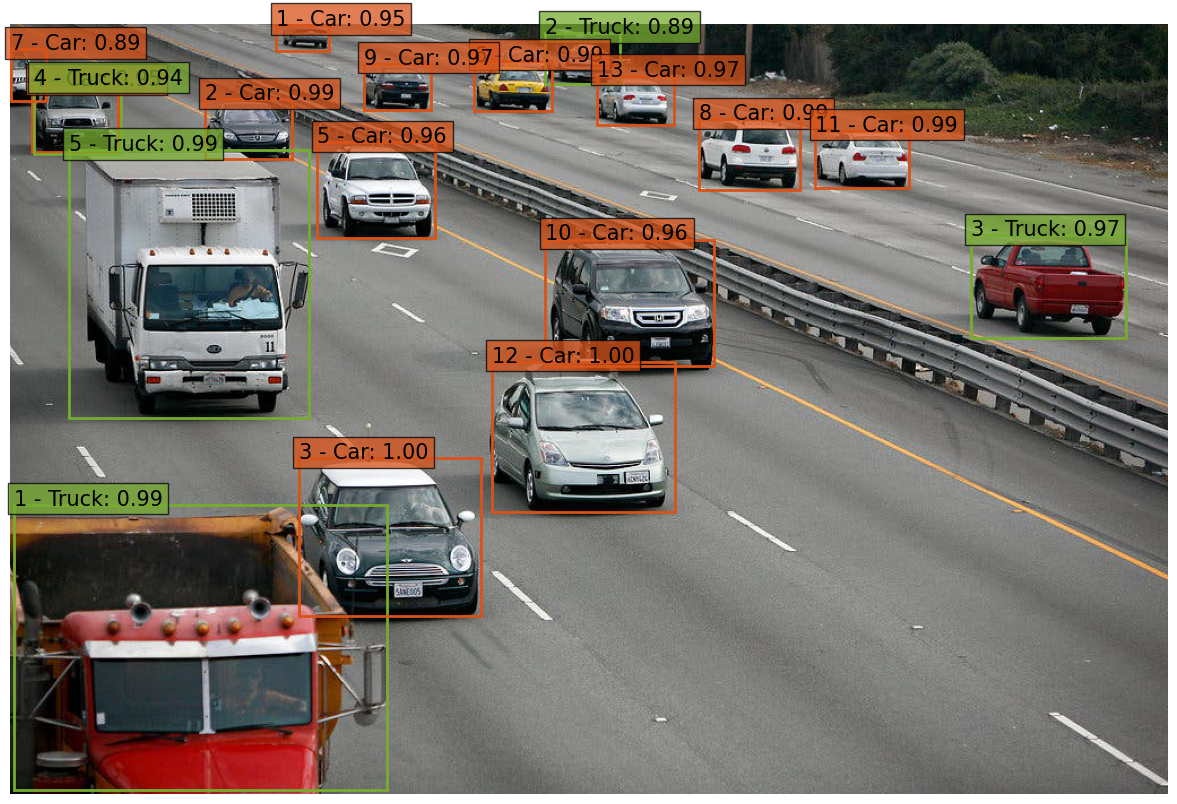 1 - Car: 0.95
2 - Truck: 0.89
7 - Car: 0.89
9 - Car: 0.97
Car: 0.99
13 - Car: 0.97
4 - Truck: 0.94
2 - Car: 0.99
8 - Car: 0.99
11 - Car: 0.99
5 - Truck: 0.99
5 - Car: 0.96
3 - Truck: 0.97
10 - Car: 0.96
11
12 - Car: 1.00
3 - Car: 1.00
1 - Truck: 0.99